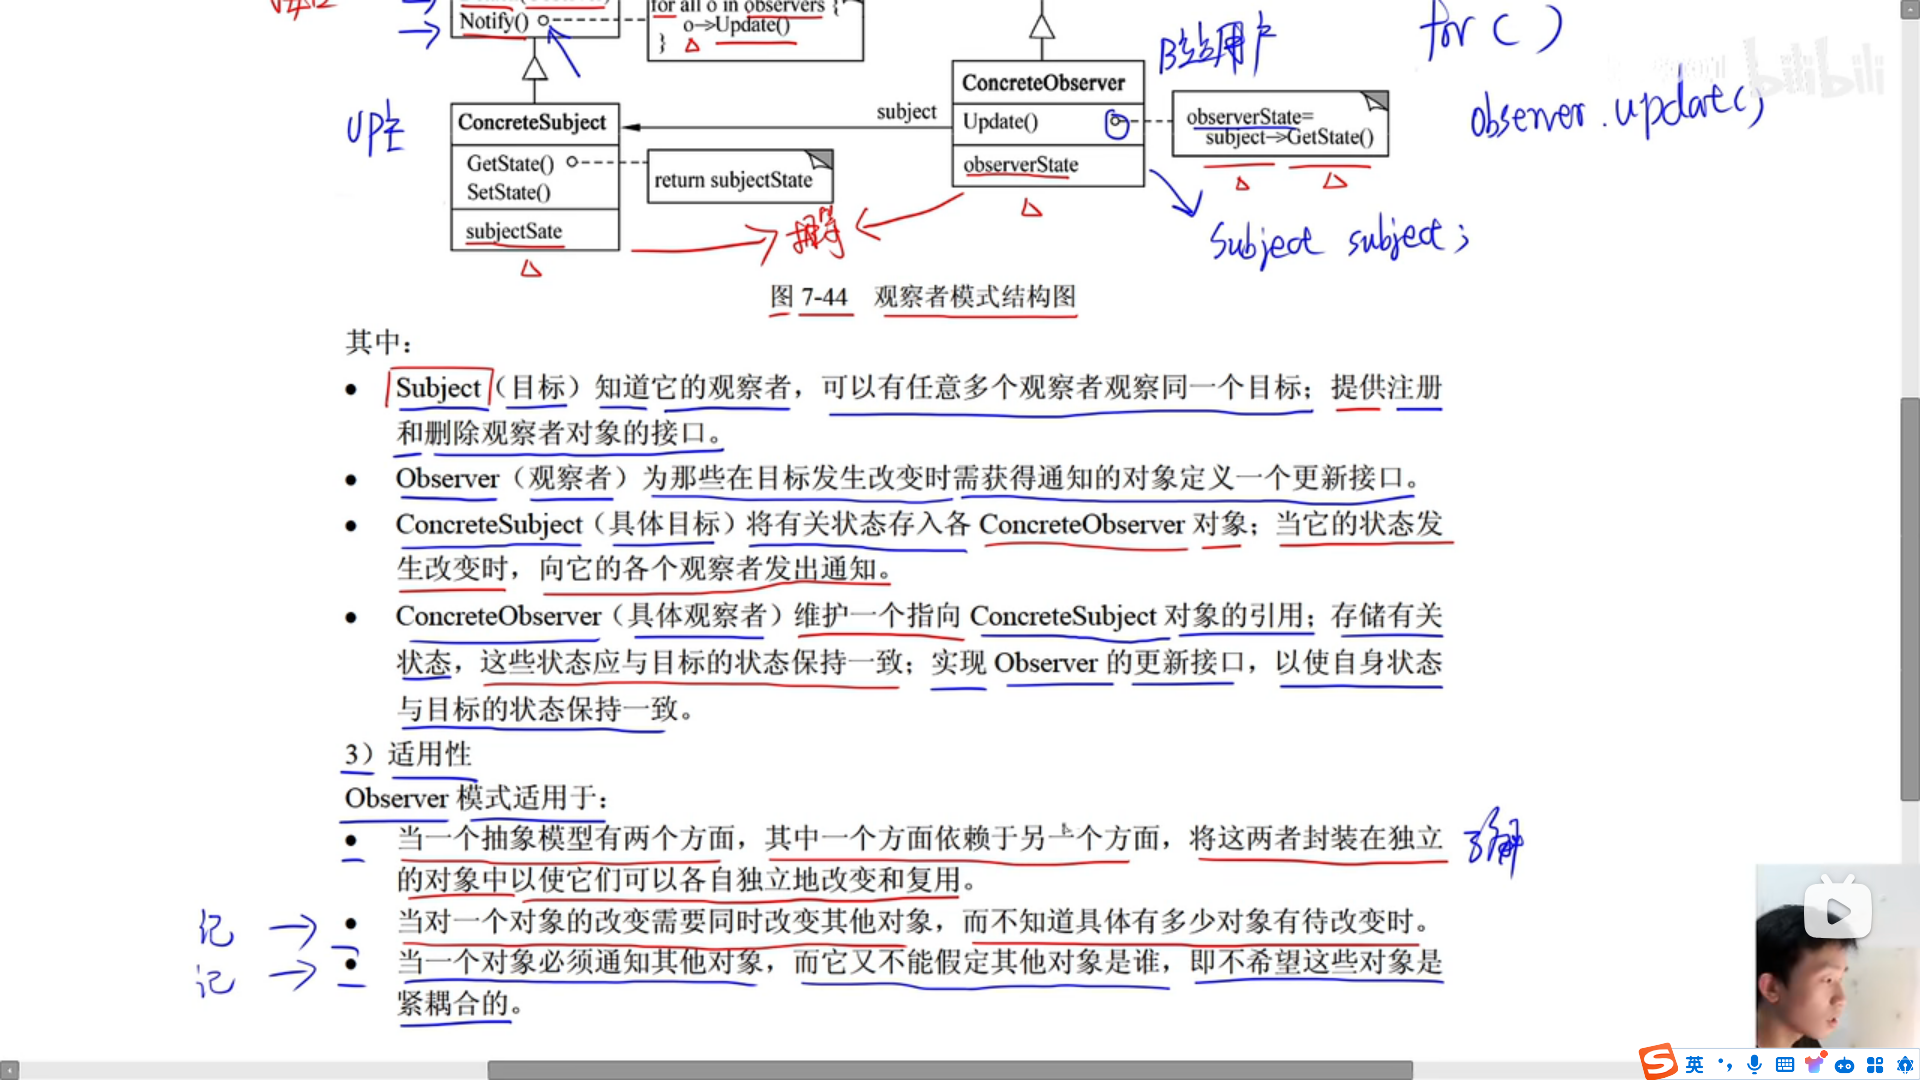 Notify()
for all o in observers {
o->Update()
}
for ( )
B站用户
observer.update()
ConcreteObserver
Update()
observerState
observerState=
subject->GetState()
subject
UP主
ConcreteSubject
GetState()
SetState()
subjectSate
return subjectState
Subject subject;
bilibili
图 7-44 观察者模式结构图
其中:
• Subject（目标）知道它的观察者，可以有任意多个观察者观察同一个目标；提供注册
和删除观察者对象的接口。
• Observer（观察者）为那些在目标发生改变时需获得通知的对象定义一个更新接口。
• ConcreteSubject（具体目标）将有关状态存入各 ConcreteObserver 对象；当它的状态发
生改变时，向它的各个观察者发出通知。
• ConcreteObserver（具体观察者）维护一个指向 ConcreteSubject 对象的引用；存储有关
状态，这些状态应与目标的状态保持一致；实现 Observer 的更新接口，以使自身状态
与目标的状态保持一致。
3）适用性
Observer 模式适用于:
• 当一个抽象模型有两个方面，其中一个方面依赖于另一个方面，将这两者封装在独立 了解
的对象中以使它们可以各自独立地改变和复用。
记 • 当对一个对象的改变需要同时改变其他对象，而不知道具体有多少对象有待改变时。
记 • 当一个对象必须通知其他对象，而它又不能假定其他对象是谁，即不希望这些对象是
紧耦合的。
英